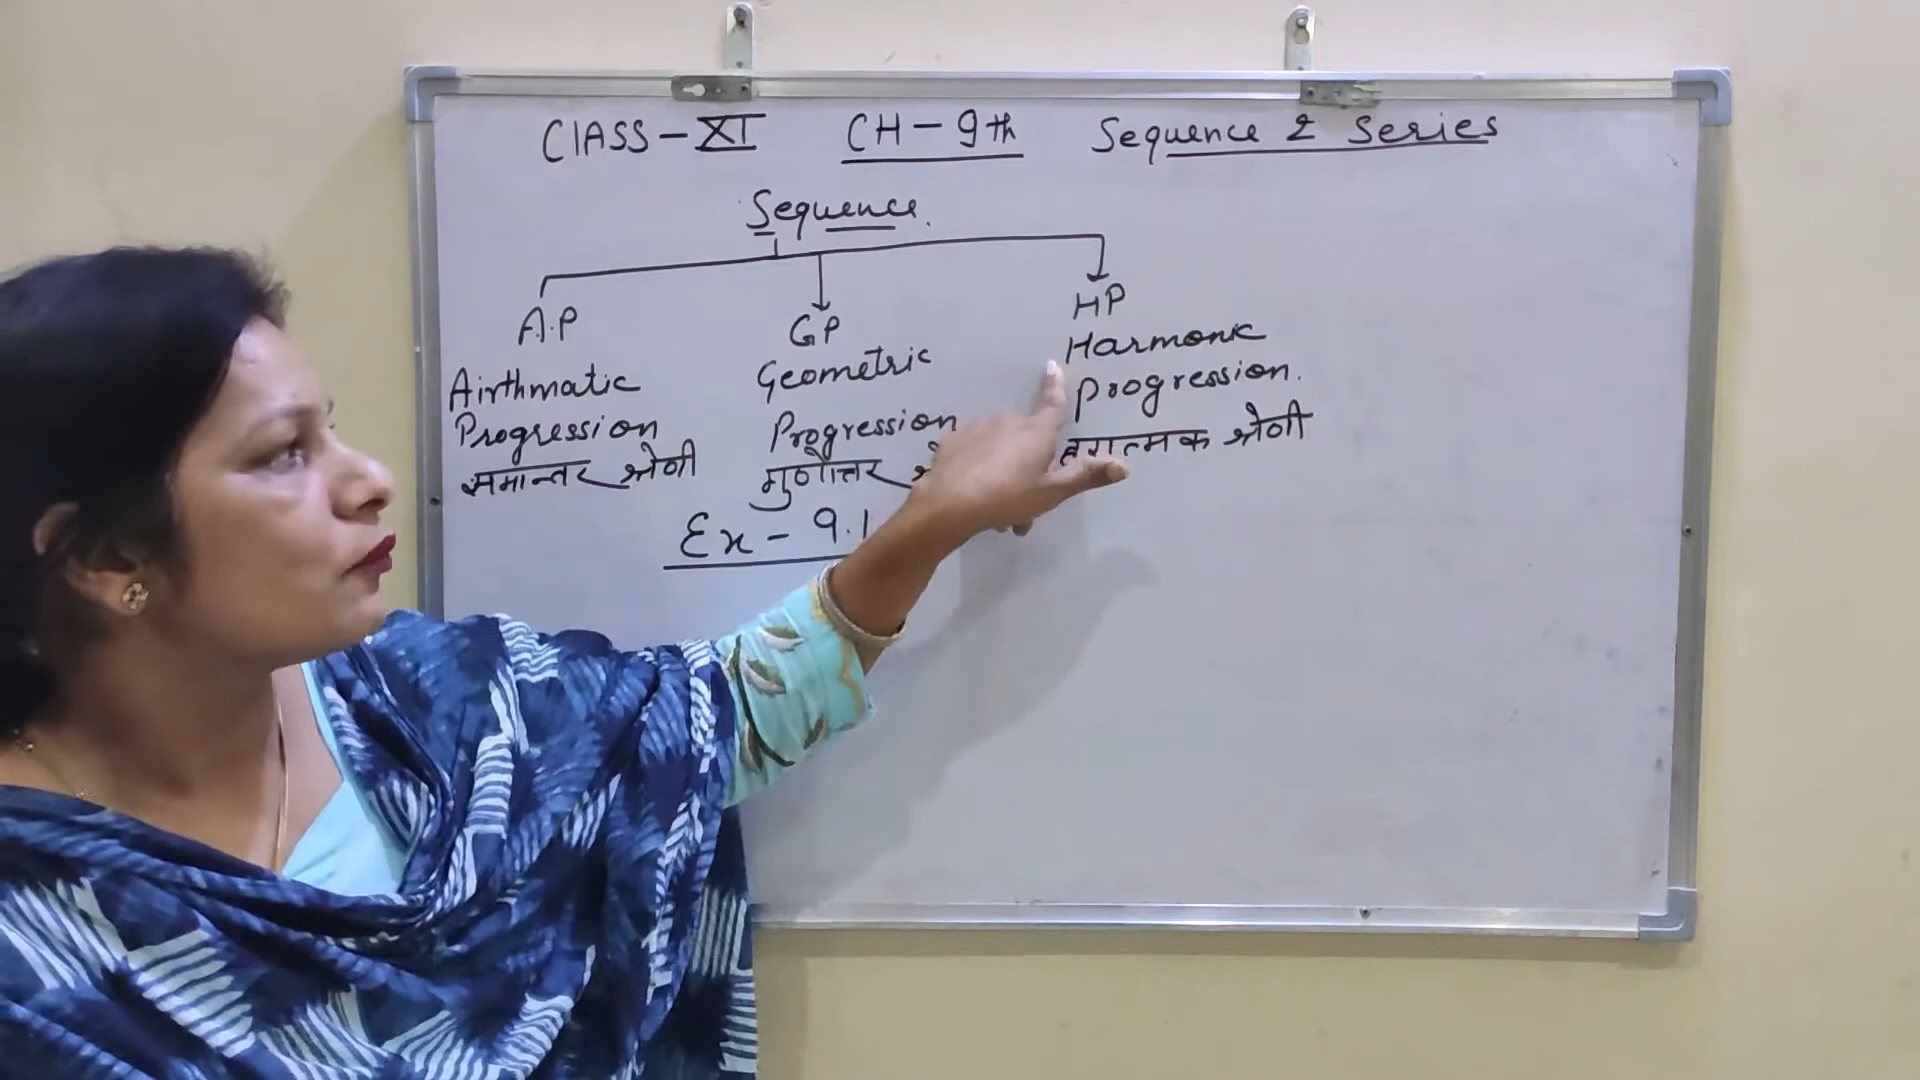 CLASS-XI CH-9th Sequence & Series
Sequence.
A.P
GP
HP
Airthmatic
Progression
समान्तर श्रेणी
Geometric
Progression
गुणोत्तर
Harmonic
Progression.
हरात्मक श्रेणी
Ex-9.1